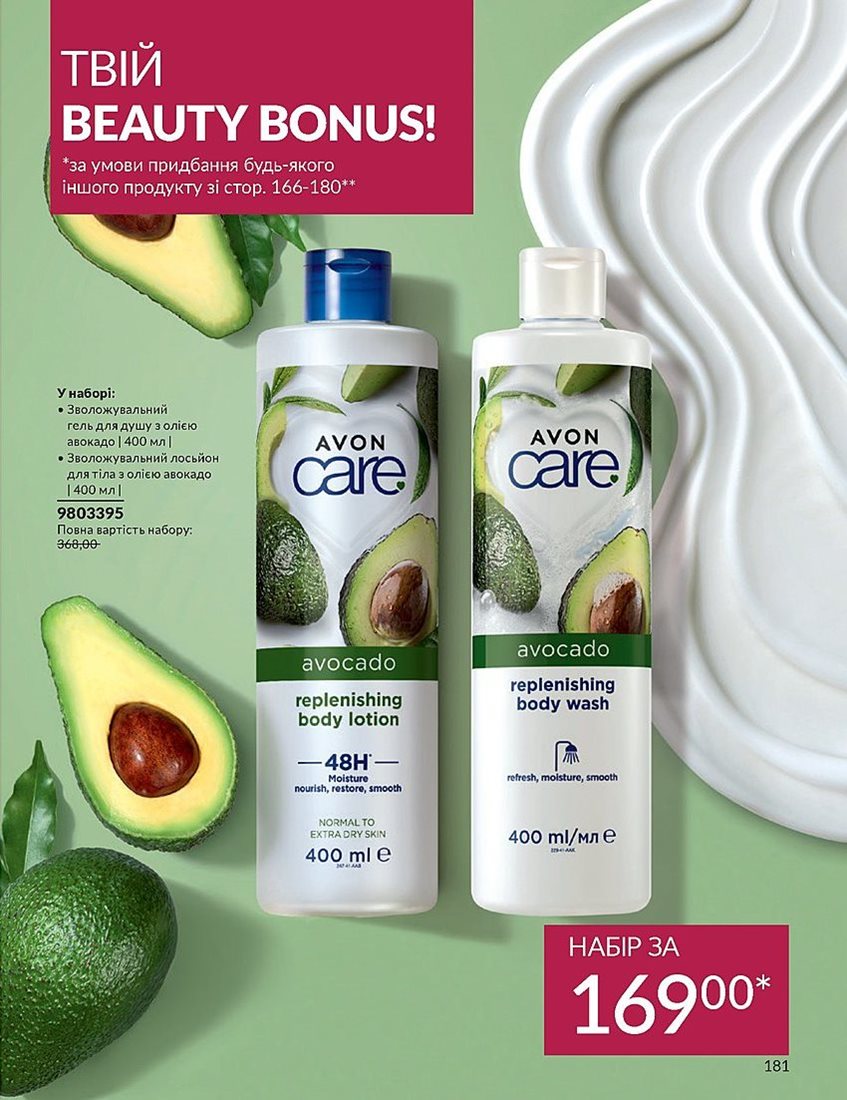 ТВІЙ
BEAUTY BONUS!
*за умови придбання будь-якого
іншого продукту зі стор. 166-180**
У наборі:
• Зволожувальний
гель для душу з олією
авокадо | 400 мл |
• Зволожувальний лосьйон
для тіла з олією авокадо
| 400 мл |
9803395
Повна вартість набору:
368,00
AVON
care
avocado
replenishing
body lotion
48H*
Moisture
nourish, restore, smooth
NORMAL TO
EXTRA DRY SKIN
400 ml e
AVON
care
avocado
replenishing
body wash
refresh, moisture, smooth
400 ml/мл e
НАБІР ЗА
16900*
181